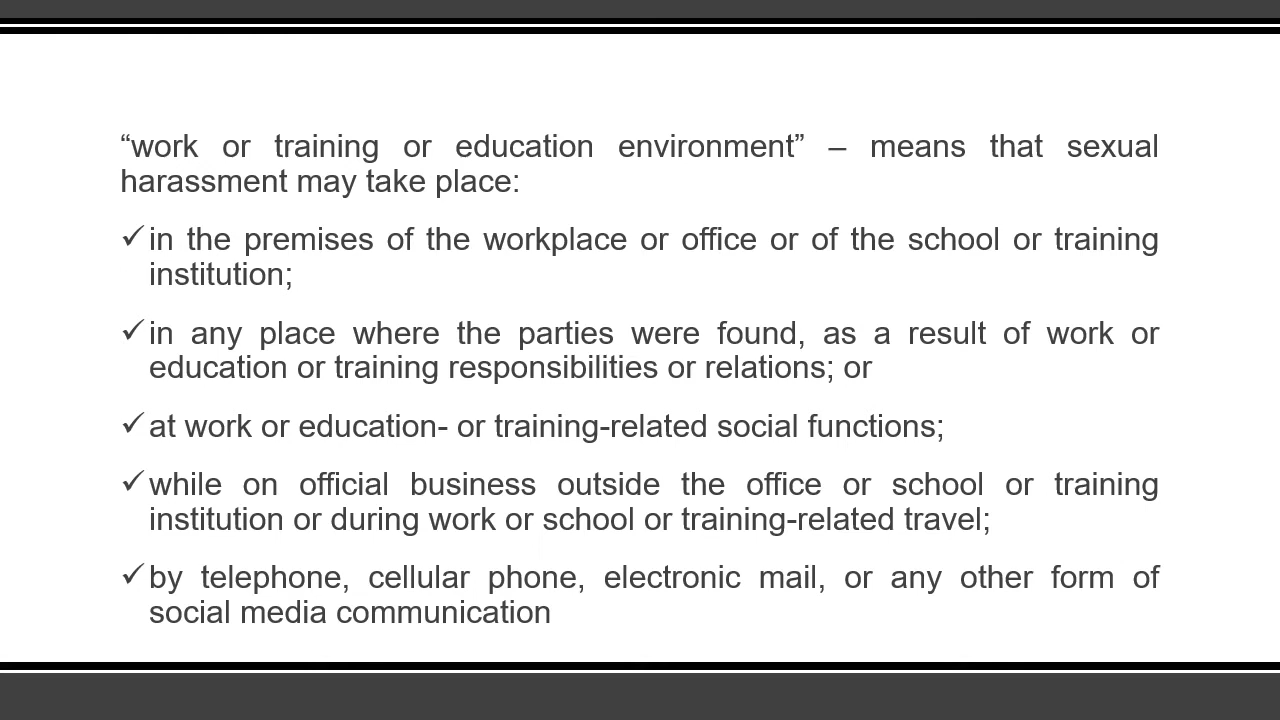 “work or training or education environment” – means that sexual
harassment may take place:
✓in the premises of the workplace or office or of the school or training
institution;
✓in any place where the parties were found, as a result of work or
education or training responsibilities or relations; or
✓at work or education- or training-related social functions;
✓while on official business outside the office or school or training
institution or during work or school or training-related travel;
✓by telephone, cellular phone, electronic mail, or any other form of
social media communication